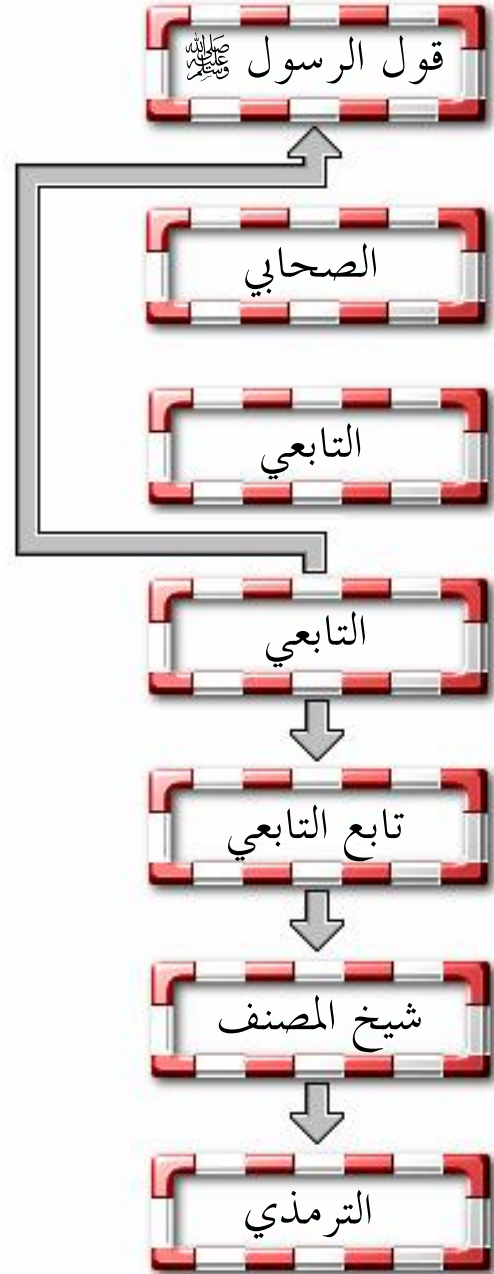 قول الرسول ﷺ
الصحابي
التابعي
التابعي
تابع التابعي
شيخ المصنف
الترمذي